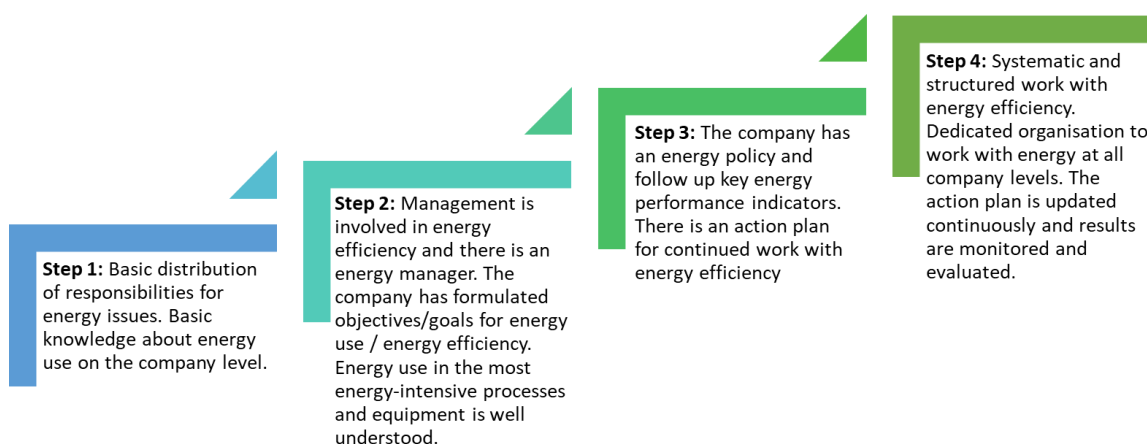 Step 1: Basic distribution
of responsibilities for
energy issues. Basic
knowledge about energy
use on the company level.
Step 2: Management is
involved in energy
efficiency and there is an
energy manager. The
company has formulated
objectives/goals for energy
use / energy efficiency.
Energy use in the most
energy-intensive processes
and equipment is well
understood.
Step 3: The company has
an energy policy and
follow up key energy
performance indicators.
There is an action plan
for continued work with
energy efficiency
Step 4: Systematic and
structured work with
energy efficiency.
Dedicated organisation to
work with energy at all
company levels. The
action plan is updated
continuously and results
are monitored and
evaluated.